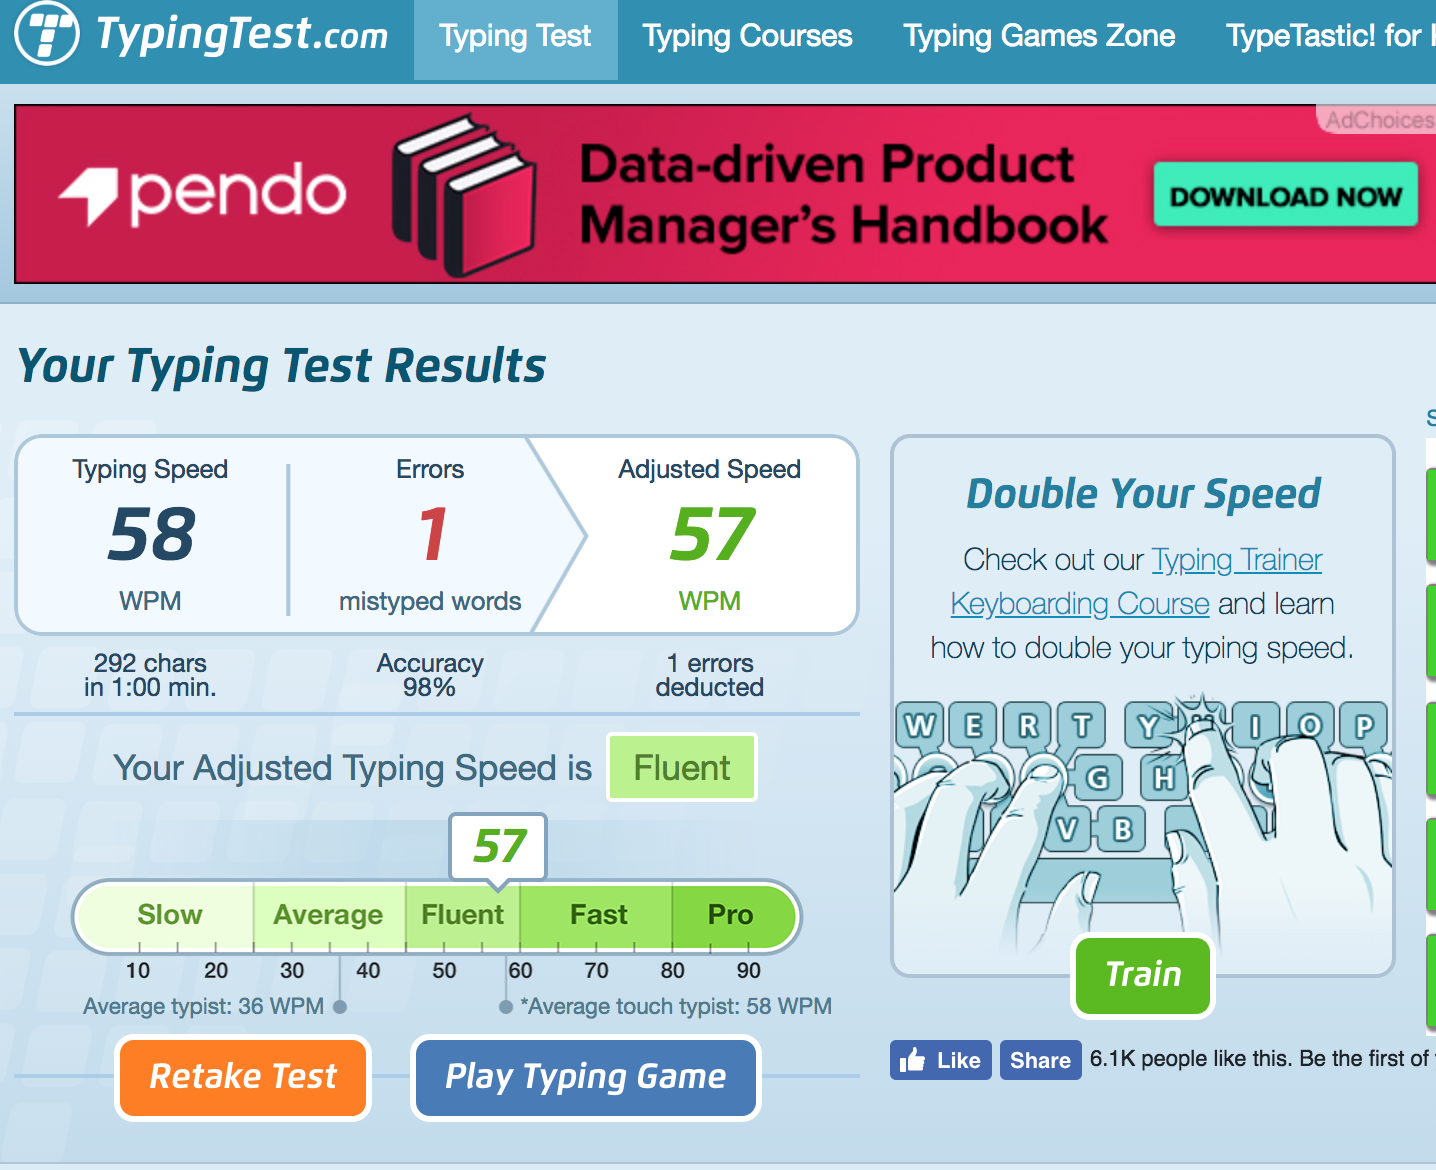 TypingTest.com
Typing Test
Typing Courses
Typing Games Zone
TypeTastic! for
AdChoices
pendo
Data-driven Product
Manager's Handbook
DOWNLOAD NOW
Your Typing Test Results
Typing Speed
58
WPM
Errors
1
mistyped words
Adjusted Speed
57
WPM
292 chars
in 1:00 min.
Accuracy
98%
1 errors
deducted
Your Adjusted Typing Speed is Fluent
57
Slow Average Fluent Fast Pro
10 20 30 40 50 60 70 80 90
Average typist: 36 WPM
*Average touch typist: 58 WPM
Retake Test
Play Typing Game
Double Your Speed
Check out our Typing Trainer
Keyboarding Course and learn
how to double your typing speed.
W E R T Y I O P
G H
V B
Train
Like
Share
6.1K people like this. Be the first of